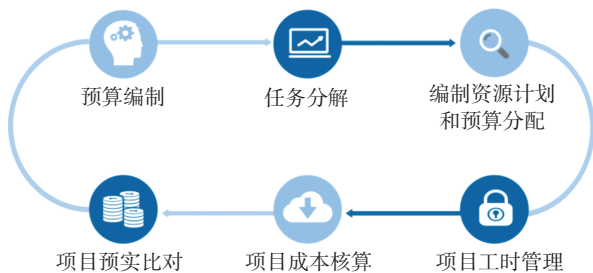 预算编制
任务分解
编制资源计划
和预算分配
项目预实比对
项目成本核算
项目工时管理